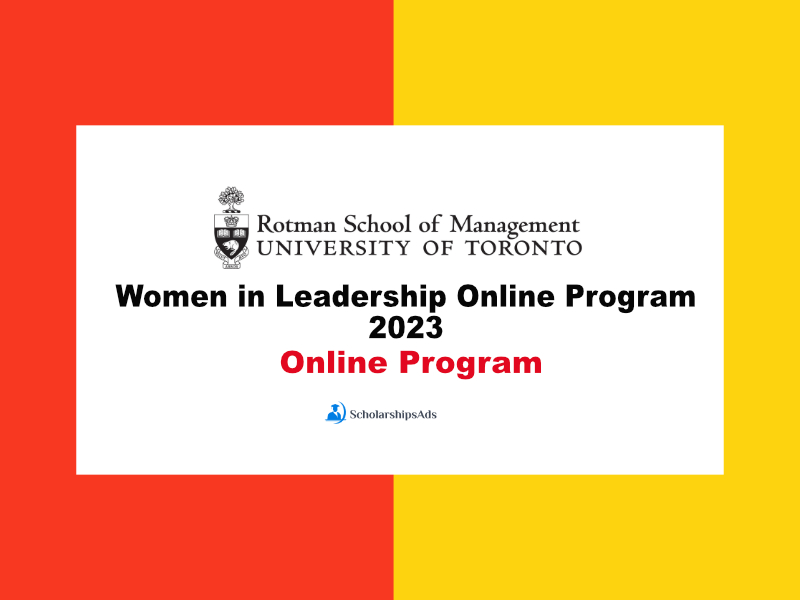 Rotman School of Management
UNIVERSITY OF TORONTO
Women in Leadership Online Program
2023
Online Program
ScholarshipsAds